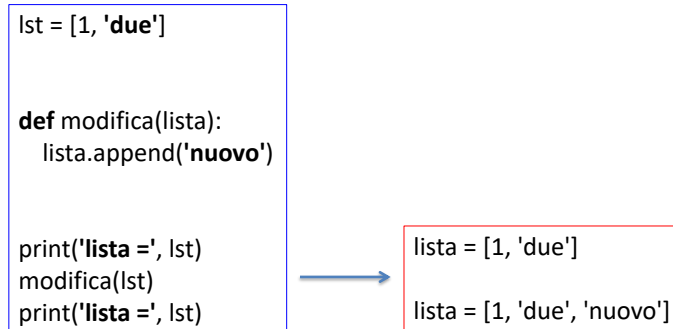 lst = [1, 'due']
def modifica(lista):
lista.append('nuovo')
print('lista =', lst)
modifica(lst)
print('lista =', lst)
lista = [1, 'due']
lista = [1, 'due', 'nuovo']